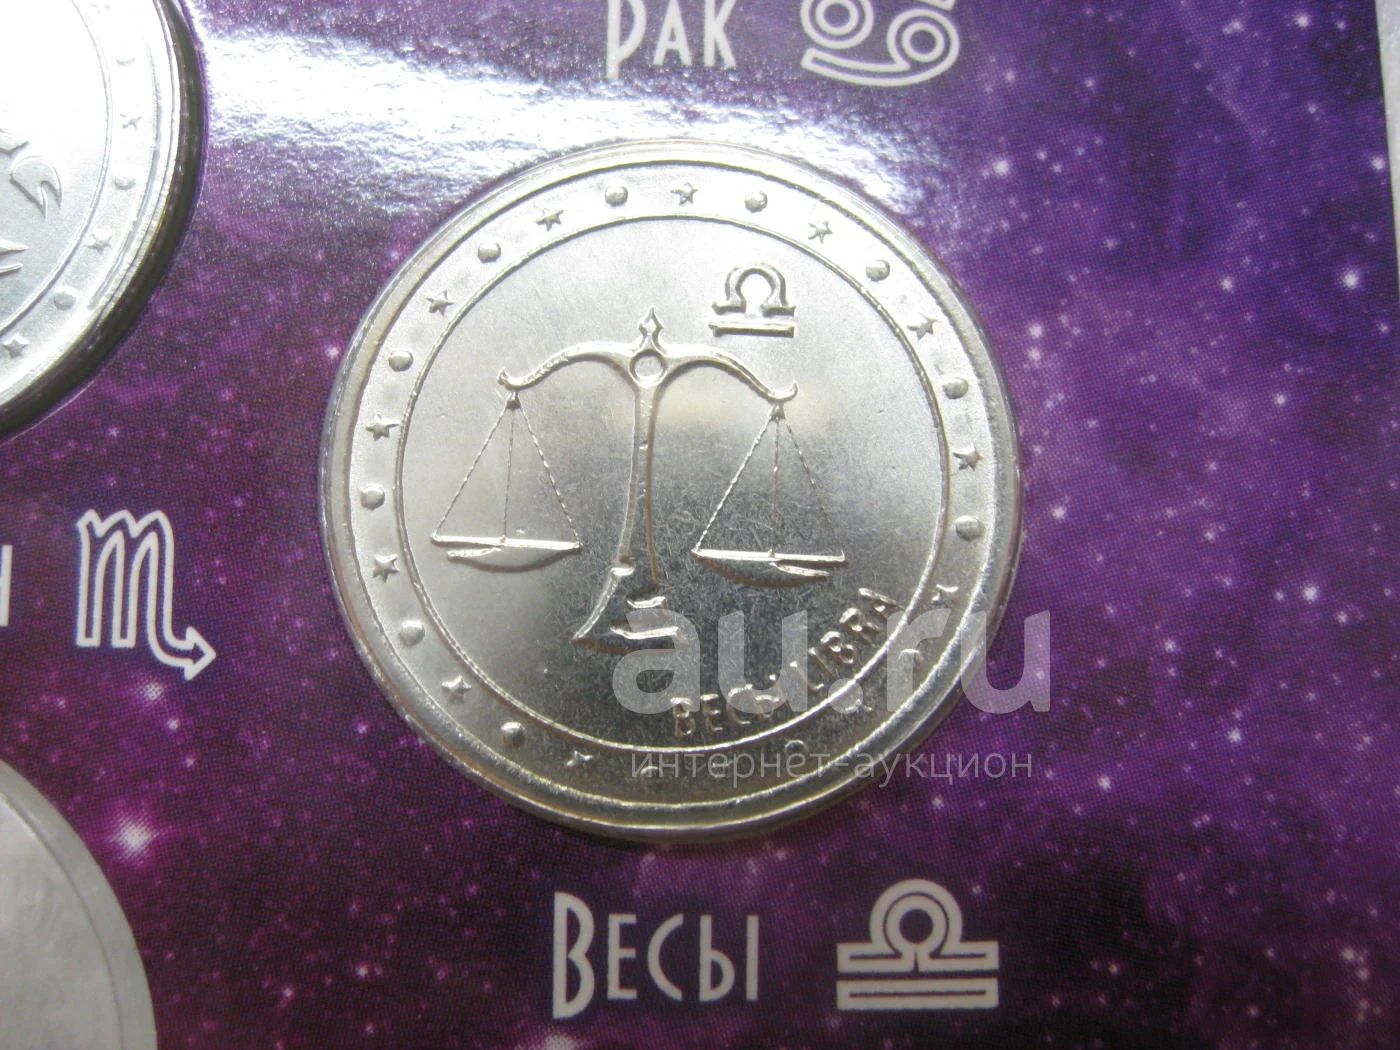 Рак
Н
ВЕСЫ LIBRA
au.ru
интернет-аукцион
Весы